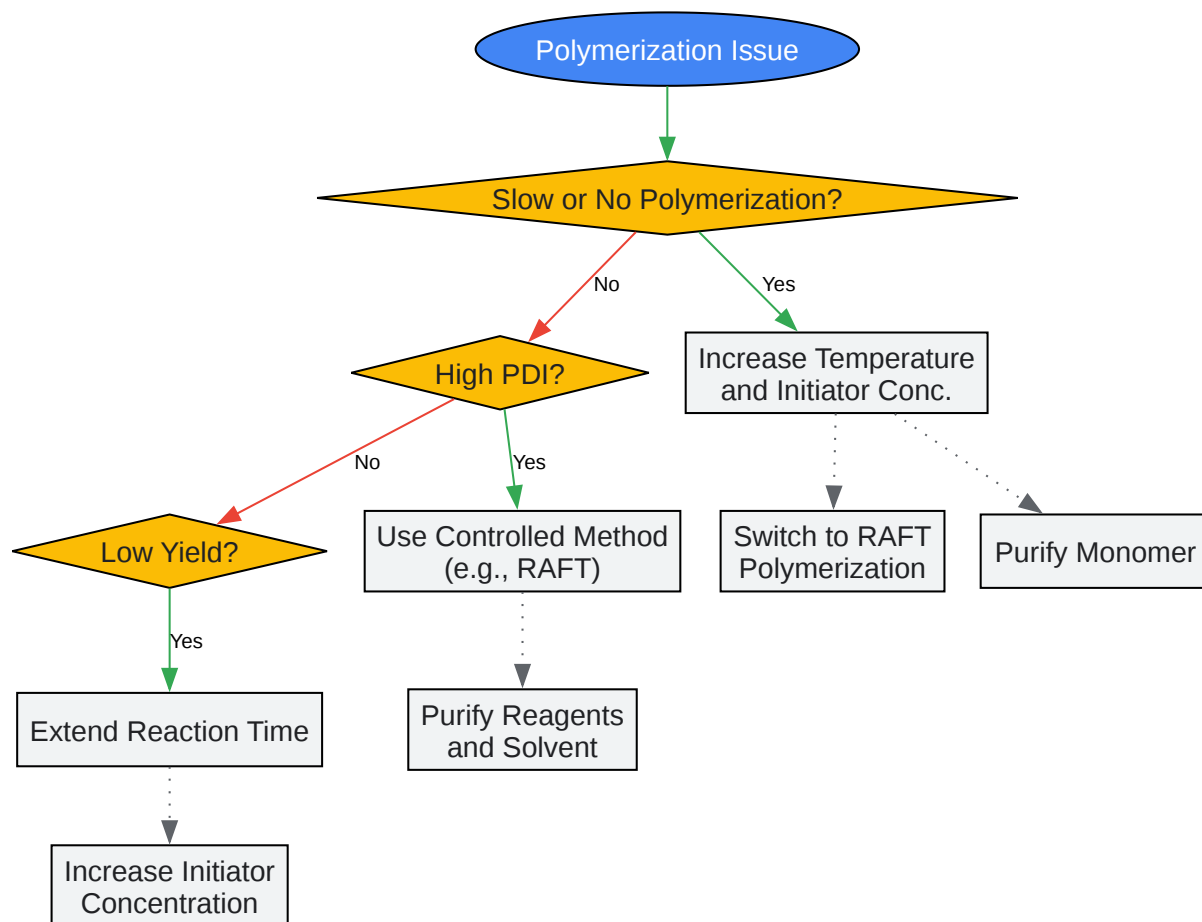 Polymerization Issue
Slow or No Polymerization?
No
Yes
High PDI?
Increase Temperature
and Initiator Conc.
No
Yes
Low Yield?
Use Controlled Method
(e.g., RAFT)
Switch to RAFT
Polymerization
Purify Monomer
Yes
Extend Reaction Time
Purify Reagents
and Solvent
Increase Initiator
Concentration